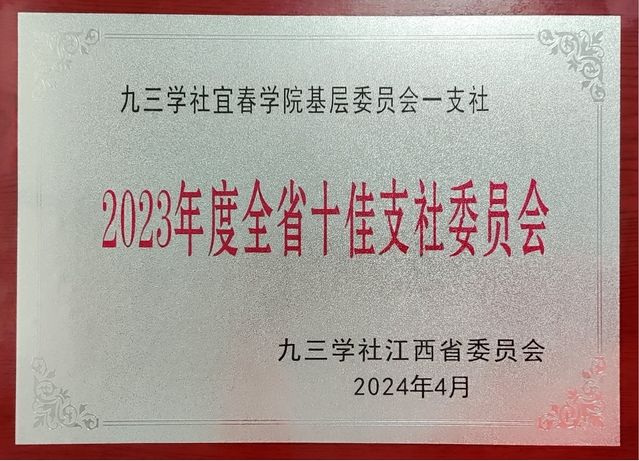 九三学社宜春学院基层委员会一支社
2023年度全省十佳支社委员会
九三学社江西省委员会
2024年4月